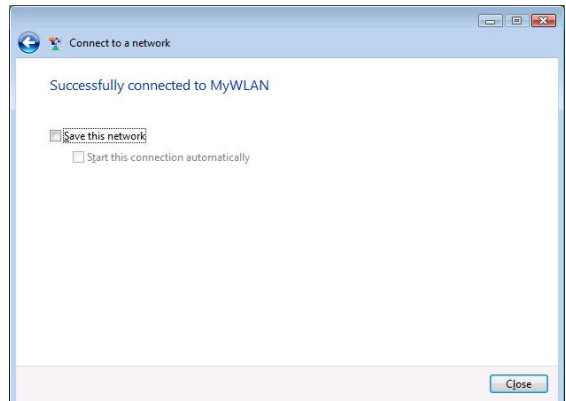 Connect to a network
Successfully connected to MyWLAN
Save this network
Start this connection automatically
Close